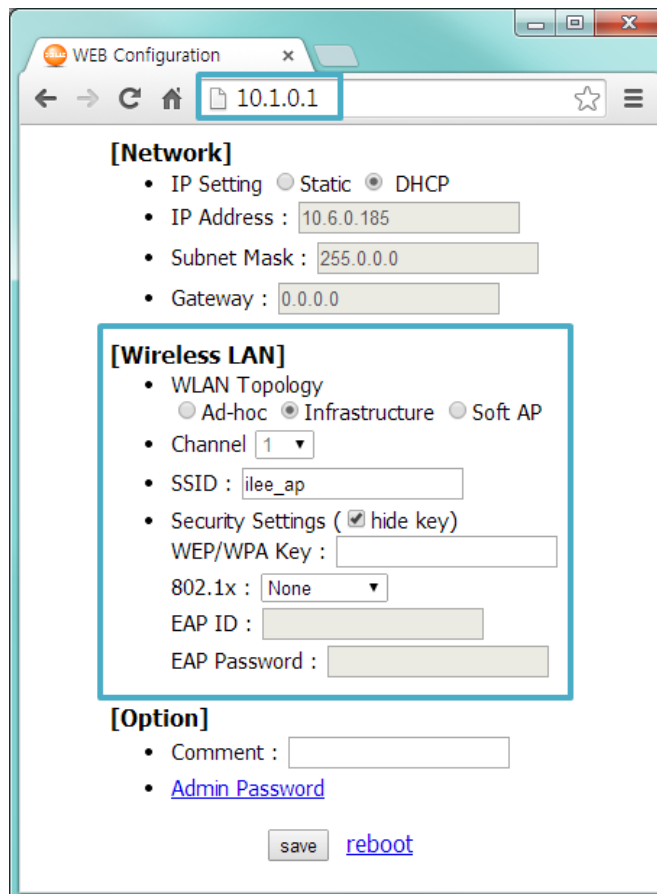 WEB Configuration
10.1.0.1
[Network]
• IP Setting Static DHCP
• IP Address : 10.6.0.185
• Subnet Mask : 255.0.0.0
• Gateway : 0.0.0.0
[Wireless LAN]
• WLAN Topology
Ad-hoc Infrastructure Soft AP
• Channel 1
• SSID : ilee_ap
• Security Settings ( hide key)
WEP/WPA Key :
802.1x : None
EAP ID :
EAP Password :
[Option]
• Comment :
• Admin Password
save reboot